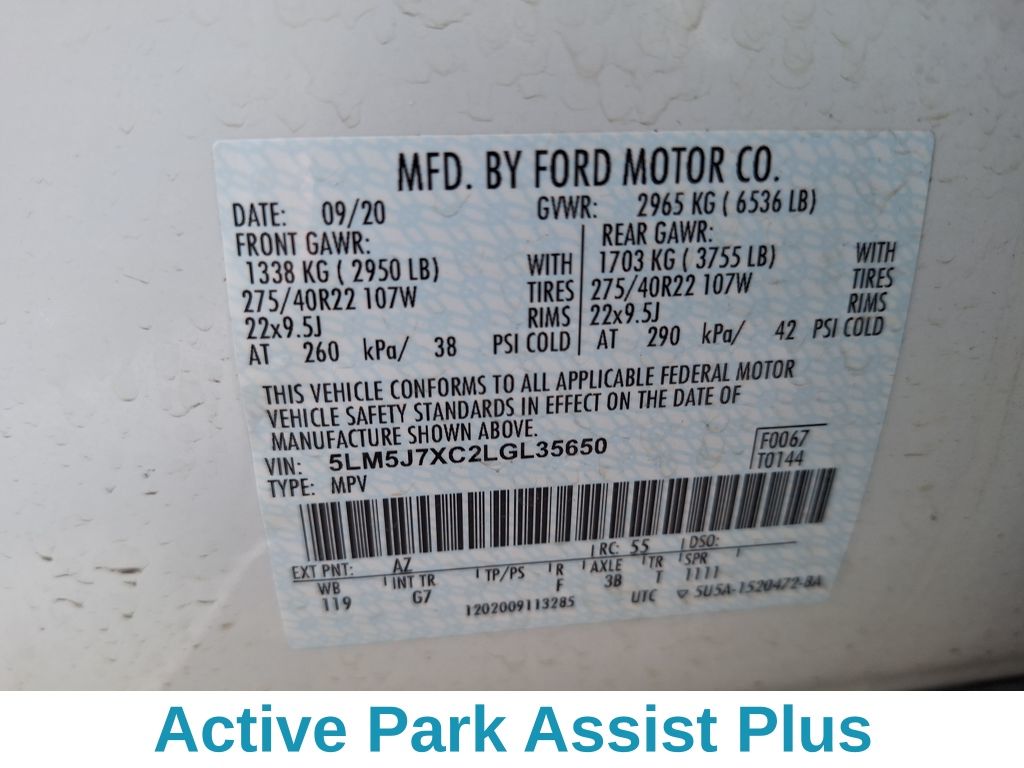 MFD. BY FORD MOTOR CO.
DATE: 09/20 GVWR: 2965 KG ( 6536 LB)
FRONT GAWR: REAR GAWR:
1338 KG ( 2950 LB) WITH 1703 KG ( 3755 LB) WITH
275/40R22 107W TIRES 275/40R22 107W TIRES
22x9.5J RIMS 22x9.5J RIMS
AT 260 kPa/ 38 PSI COLD AT 290 kPa/ 42 PSI COLD
THIS VEHICLE CONFORMS TO ALL APPLICABLE FEDERAL MOTOR
VEHICLE SAFETY STANDARDS IN EFFECT ON THE DATE OF
MANUFACTURE SHOWN ABOVE.
VIN: 5LM5J7XC2LGL35650 F0067
TYPE: MPV T0144
EXT PNT: AZ RC: 55 DSO:
WB INT TR TP/PS R AXLE TR SPR
119 G7 F 3B T 1111
1202009113285 UTC ▽ 5U5A-1520472-BA
Active Park Assist Plus